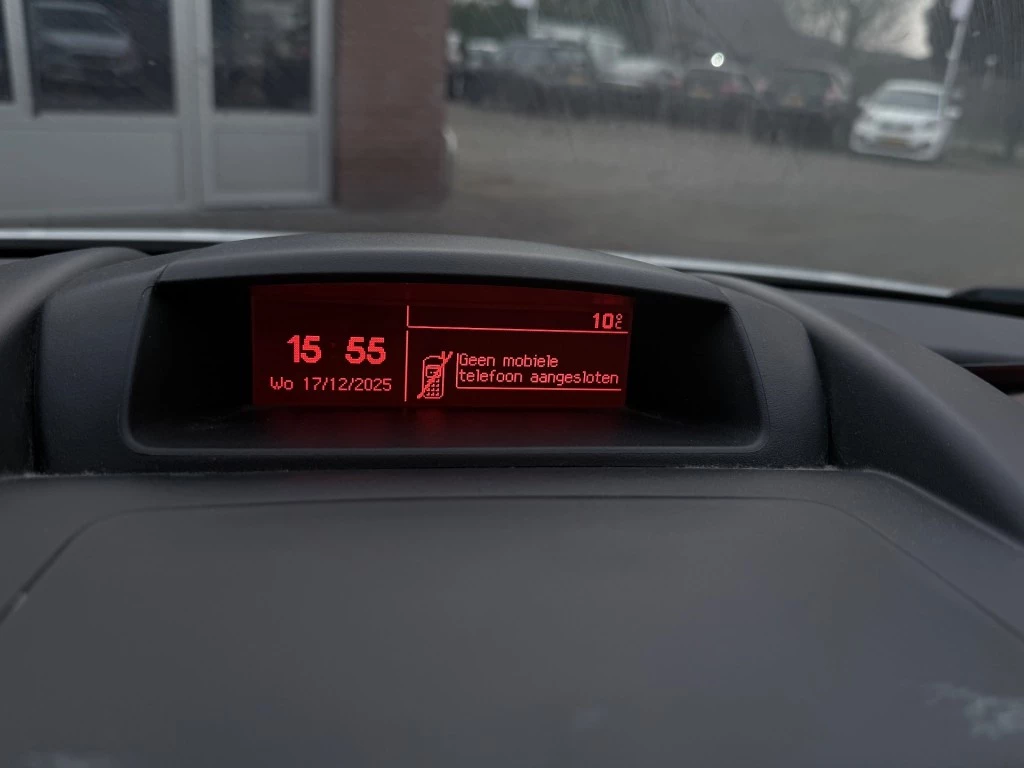 10°C
15 55
Wo 17/12/2025
Geen mobiele
telefoon aangesloten